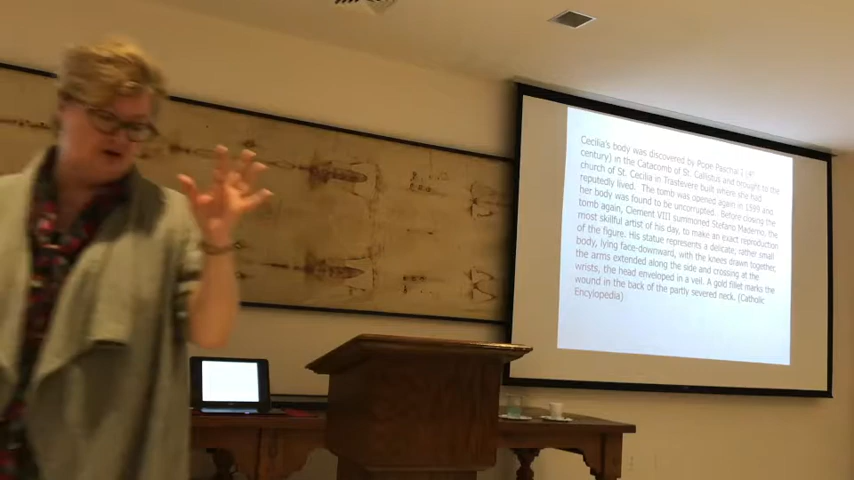 Cecilia's body was discovered by Pope Paschal I (4th
century) in the Catacomb of St. Callistus and brought to the
church of St. Cecilia in Trastevere built where she had
reputedly lived. The tomb was opened again in 1599 and
her body was found to be uncorrupted. Before closing the
tomb again, Clement VIII summoned Stefano Maderno, the
most skillful artist of his day, to make an exact reproduction
of the figure. His statue represents a delicate, rather small
body, lying face-downward, with the knees drawn together,
the arms extended along the side and crossing at the
wrists, the head enveloped in a veil. A gold fillet marks the
wound in the back of the partly severed neck. (Catholic
Encyclopedia)